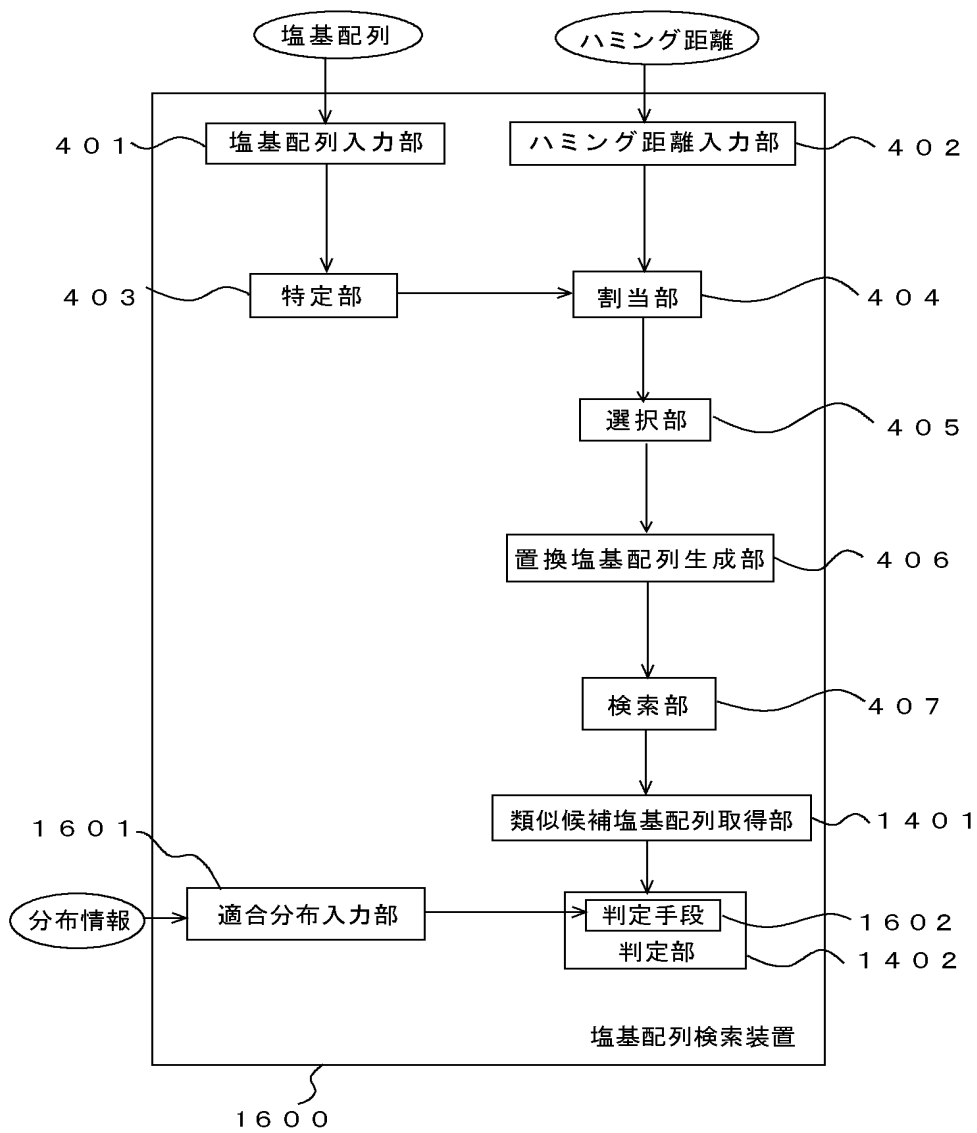 塩基配列
ハミング距離
401
塩基配列入力部
ハミング距離入力部
402
403
特定部
割当部
404
選択部
405
置換塩基配列生成部
406
検索部
407
1601
類似候補塩基配列取得部
1401
分布情報
適合分布入力部
判定手段
1602
判定部
1402
塩基配列検索装置
1600